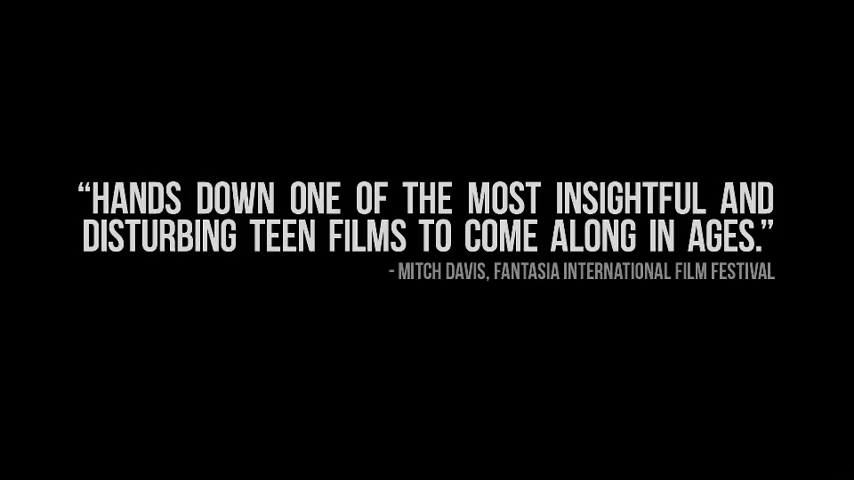 “HANDS DOWN ONE OF THE MOST INSIGHTFUL AND
DISTURBING TEEN FILMS TO COME ALONG IN AGES.”
- MITCH DAVIS, FANTASIA INTERNATIONAL FILM FESTIVAL